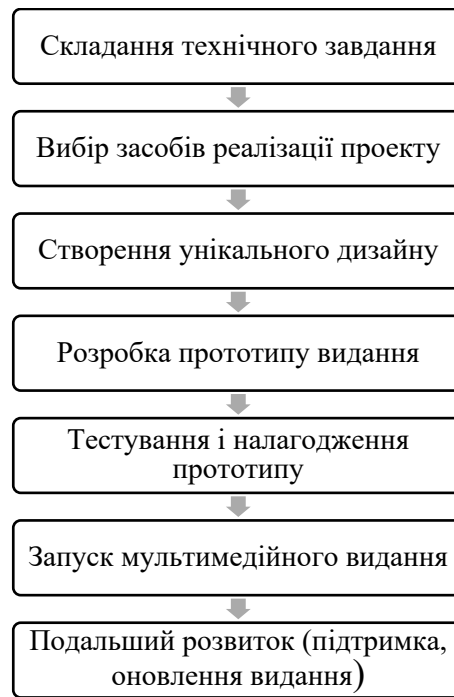 Складання технічного завдання
Вибір засобів реалізації проекту
Створення унікального дизайну
Розробка прототипу видання
Тестування і налагодження
прототипу
Запуск мультимедійного видання
Подальший розвиток (підтримка,
оновлення видання)